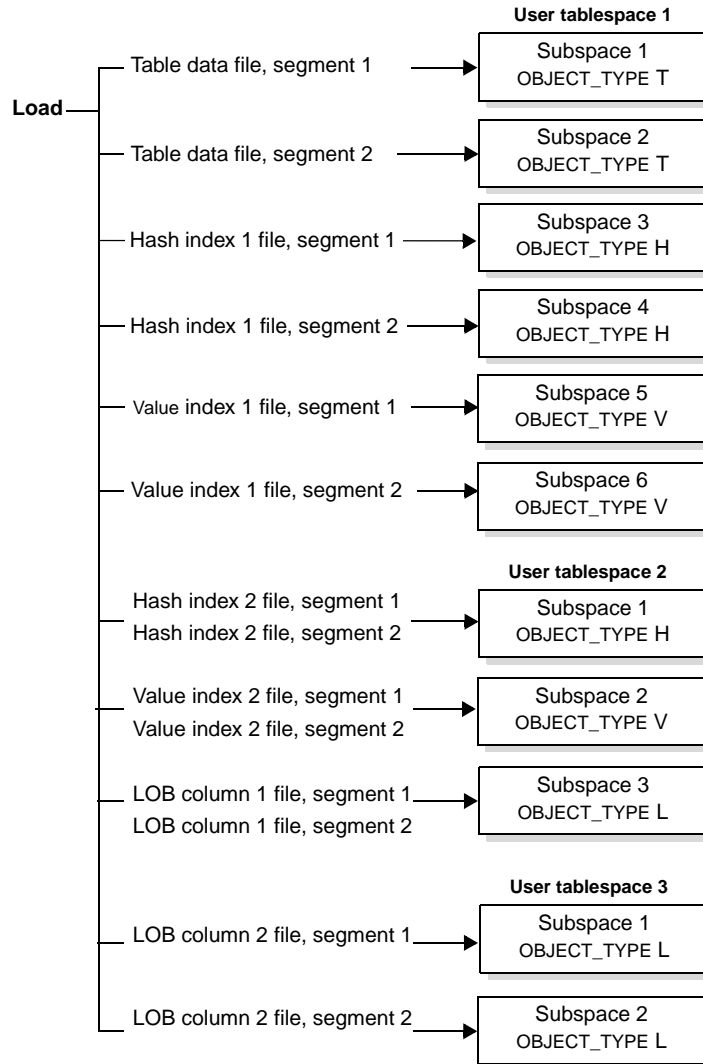 User tablespace 1
Load
Table data file, segment 1
Subspace 1
OBJECT_TYPE T
Table data file, segment 2
Subspace 2
OBJECT_TYPE T
Hash index 1 file, segment 1
Subspace 3
OBJECT_TYPE H
Hash index 1 file, segment 2
Subspace 4
OBJECT_TYPE H
Value index 1 file, segment 1
Subspace 5
OBJECT_TYPE V
Value index 1 file, segment 2
Subspace 6
OBJECT_TYPE V
User tablespace 2
Hash index 2 file, segment 1
Hash index 2 file, segment 2
Subspace 1
OBJECT_TYPE H
Value index 2 file, segment 1
Value index 2 file, segment 2
Subspace 2
OBJECT_TYPE V
LOB column 1 file, segment 1
LOB column 1 file, segment 2
Subspace 3
OBJECT_TYPE L
User tablespace 3
LOB column 2 file, segment 1
Subspace 1
OBJECT_TYPE L
LOB column 2 file, segment 2
Subspace 2
OBJECT_TYPE L